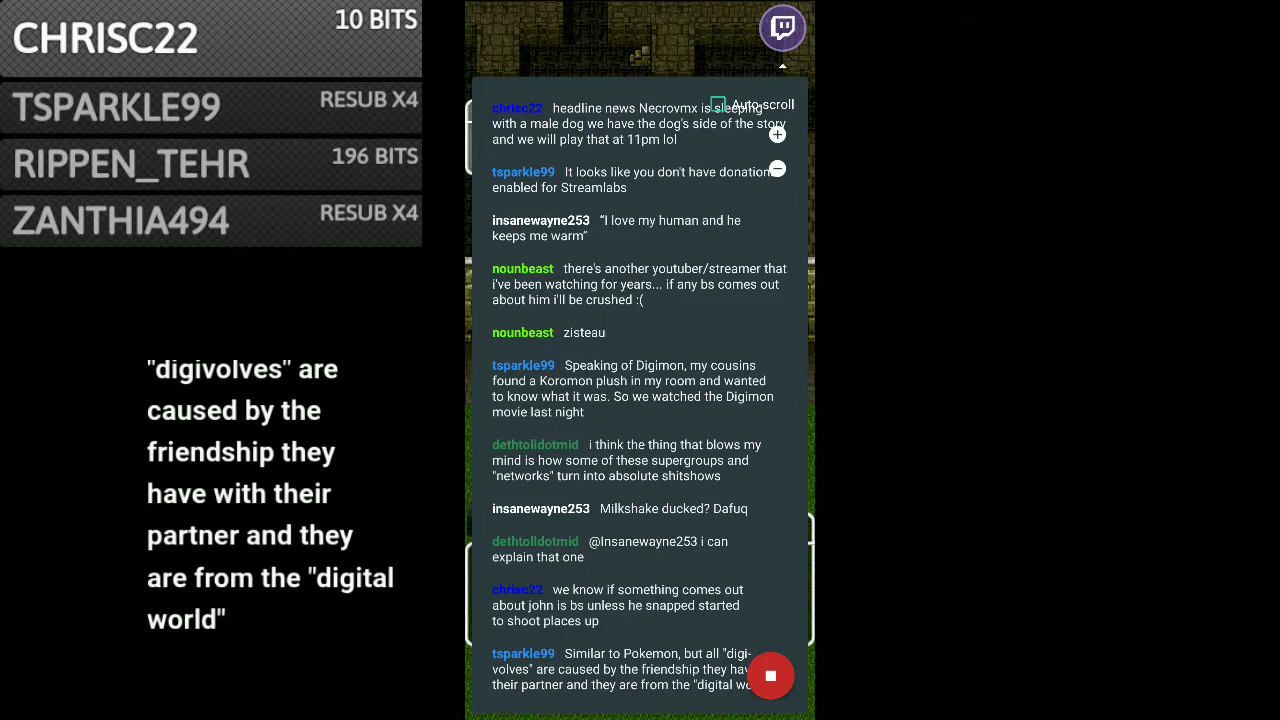 CHRISC22
10 BITS
TSPARKLE99
RESUB X4
RIPPEN_TEHR
196 BITS
ZANTHIA494
RESUB X4
"digivolves" are
caused by the
friendship they
have with their
partner and they
are from the "digital
world"
Auto-scroll
chrisc22 headline news Necrovmx is sleeping
with a male dog we have the dog's side of the story
and we will play that at 11pm lol
tsparkle99 It looks like you don't have donation
enabled for Streamlabs
insanewayne253 “I love my human and he
keeps me warm”
nounbeast there's another youtuber/streamer that
i've been watching for years... if any bs comes out
about him i'll be crushed :(
nounbeast zisteau
tsparkle99 Speaking of Digimon, my cousins
found a Koromon plush in my room and wanted
to know what it was. So we watched the Digimon
movie last night
dethtolldotmid i think the thing that blows my
mind is how some of these supergroups and
"networks" turn into absolute shitshows
insanewayne253 Milkshake ducked? Dafuq
dethtolldotmid @Insanewayne253 i can
explain that one
chrisc22 we know if something comes out
about john is bs unless he snapped started
to shoot places up
tsparkle99 Similar to Pokemon, but all "digi-
volves" are caused by the friendship they hav
their partner and they are from the "digital wo